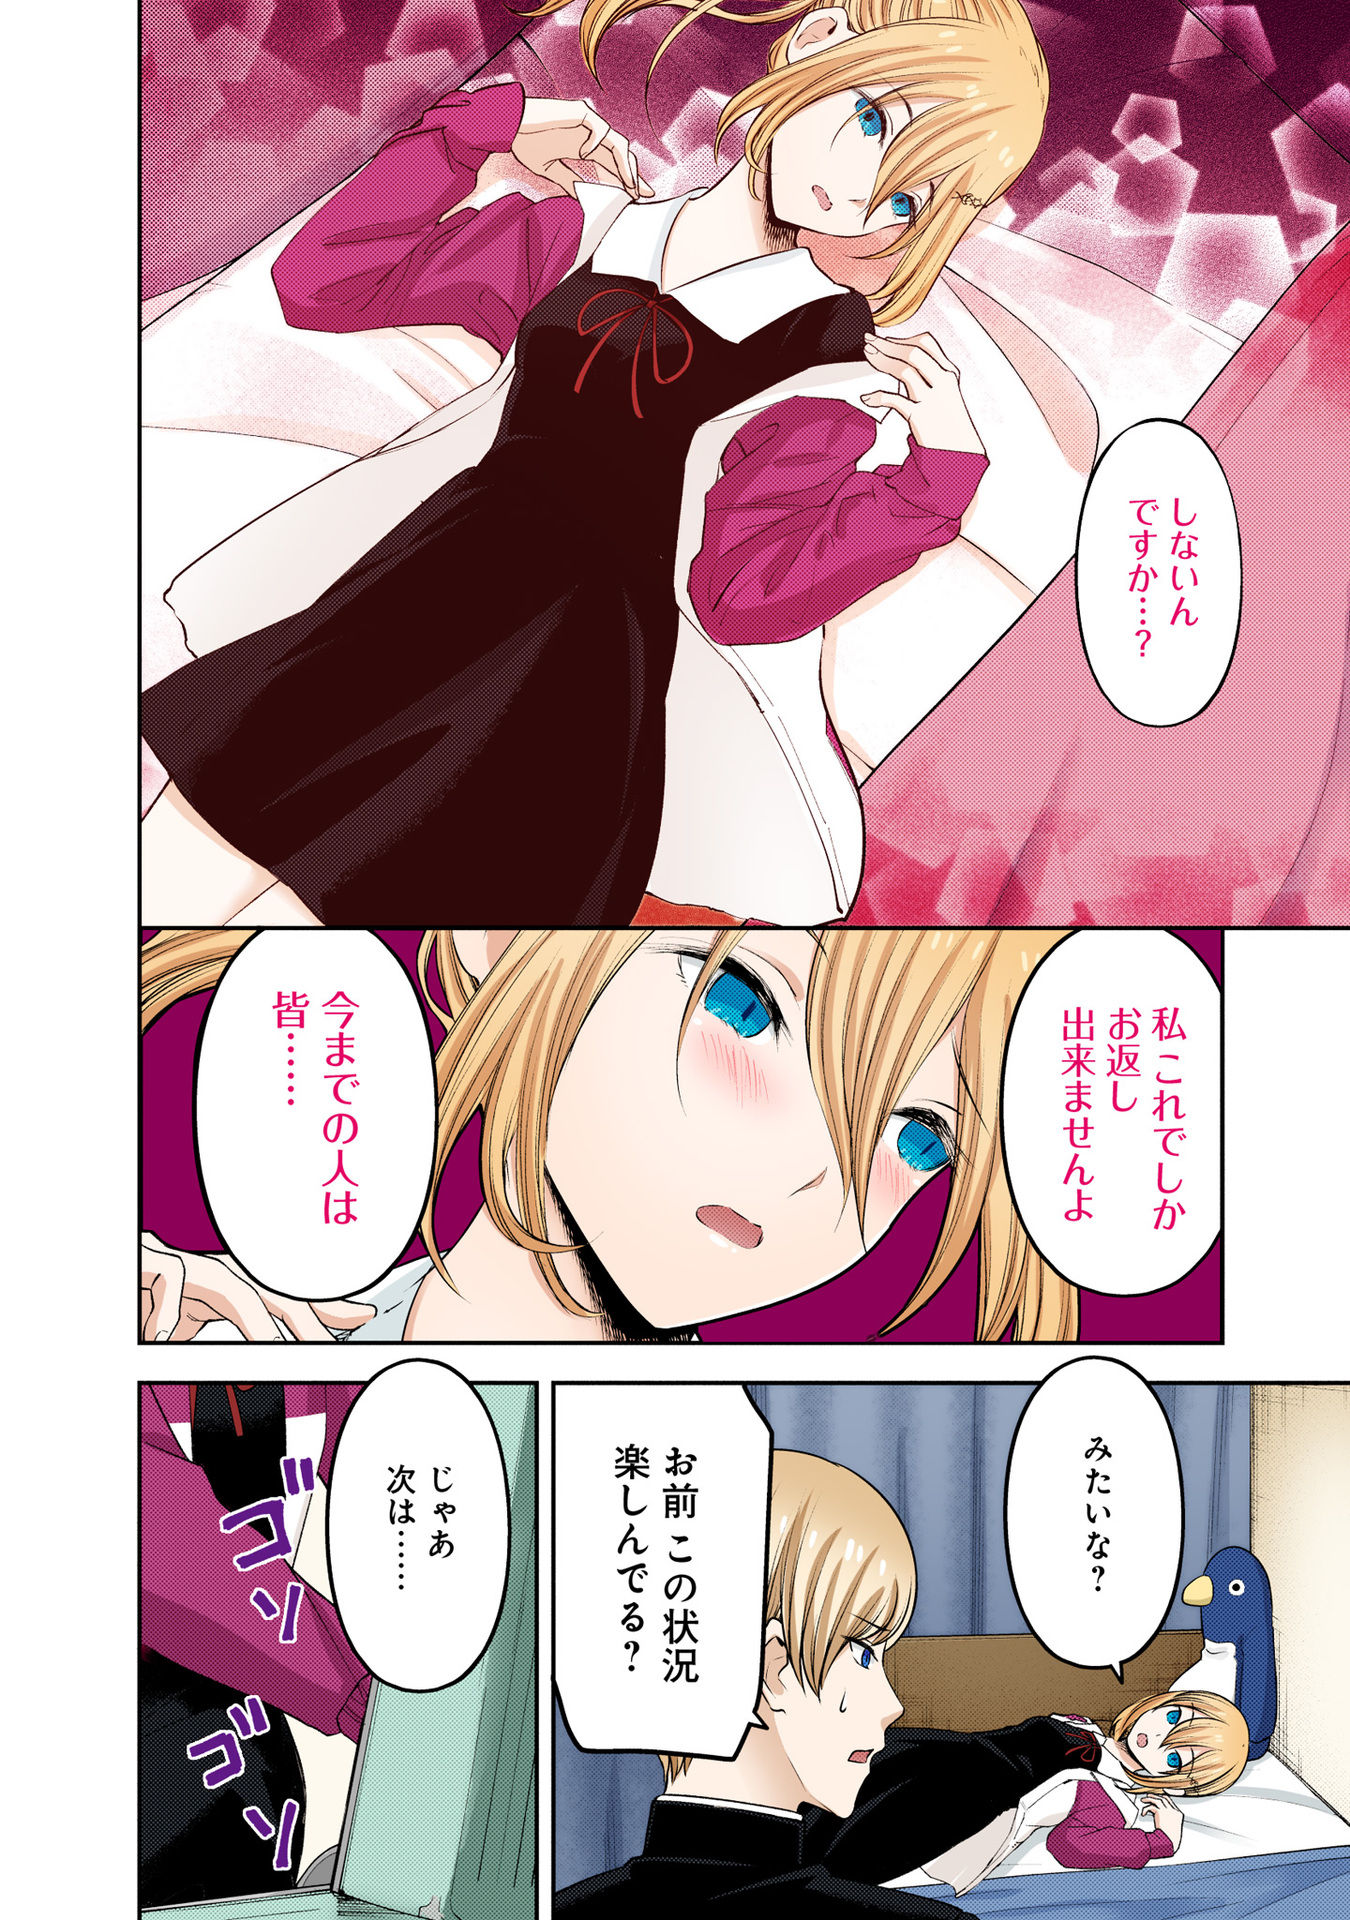 しないん
ですか…?
私 これでしか
お返し
出来ませんよ
今までの人は
皆……
みたいな?
お前 この状況
楽しんでる?
じゃあ
次は……
ゴソ
ゴソ